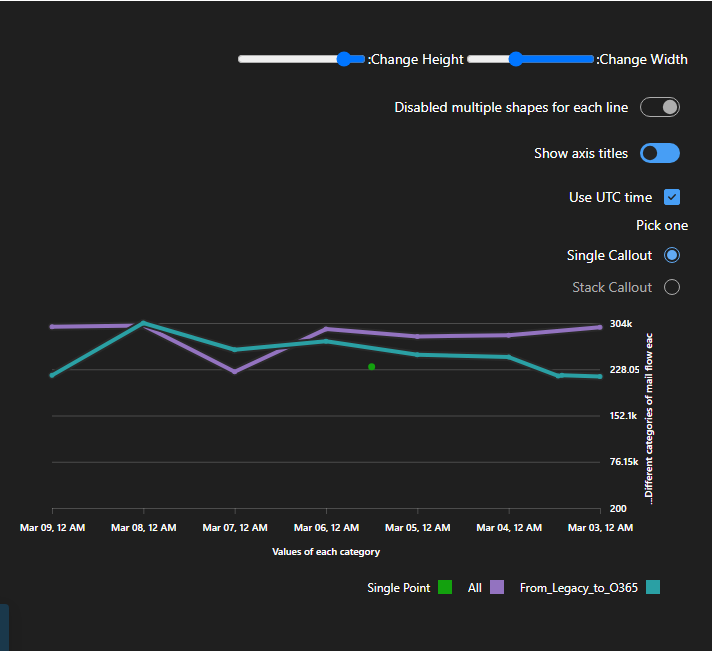 :Change Height :Change Width
Disabled multiple shapes for each line
Show axis titles
Use UTC time
Pick one
Single Callout
Stack Callout
304k
228.05
152.1k
76.15k
200
...Different categories of mail flow eac
Mar 09, 12 AM Mar 08, 12 AM Mar 07, 12 AM Mar 06, 12 AM Mar 05, 12 AM Mar 04, 12 AM Mar 03, 12 AM
Values of each category
Single Point All From_Legacy_to_O365